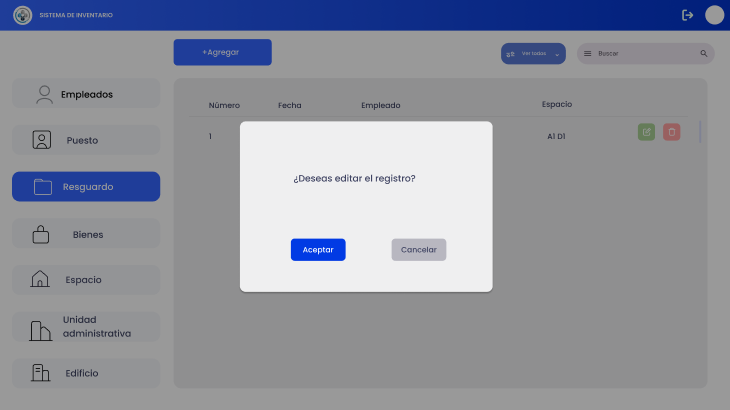 SISTEMA DE INVENTARIO
+Agregar
Ver todos
Buscar
Empleados
Puesto
Resguardo
Bienes
Espacio
Unidad
administrativa
Edificio
Número Fecha Empleado Espacio
1 A1 D1
¿Deseas editar el registro?
Aceptar Cancelar